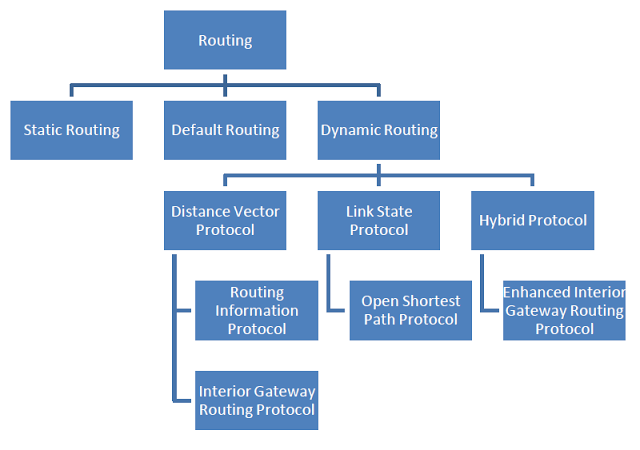 Routing
Static Routing
Default Routing
Dynamic Routing
Distance Vector
Protocol
Link State
Protocol
Hybrid Protocol
Routing
Information
Protocol
Open Shortest
Path Protocol
Enhanced Interior
Gateway Routing
Protocol
Interior Gateway
Routing Protocol